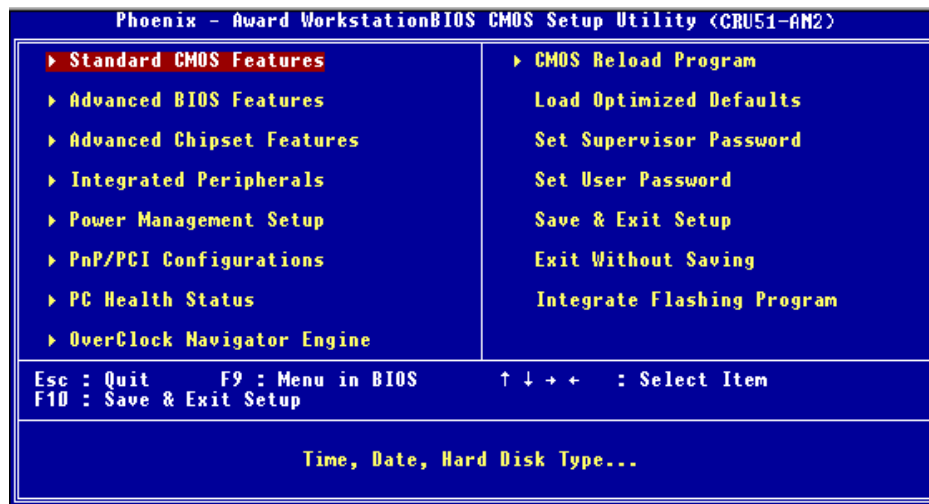 Phoenix - Award WorkstationBIOS CMOS Setup Utility (CRU51-AN2)
▸ Standard CMOS Features
▸ Advanced BIOS Features
▸ Advanced Chipset Features
▸ Integrated Peripherals
▸ Power Management Setup
▸ PnP/PCI Configurations
▸ PC Health Status
▸ OverClock Navigator Engine
▸ CMOS Reload Program
Load Optimized Defaults
Set Supervisor Password
Set User Password
Save & Exit Setup
Exit Without Saving
Integrate Flashing Program
Esc : Quit F9 : Menu in BIOS ↑ ↓ → ← : Select Item
F10 : Save & Exit Setup
Time, Date, Hard Disk Type...